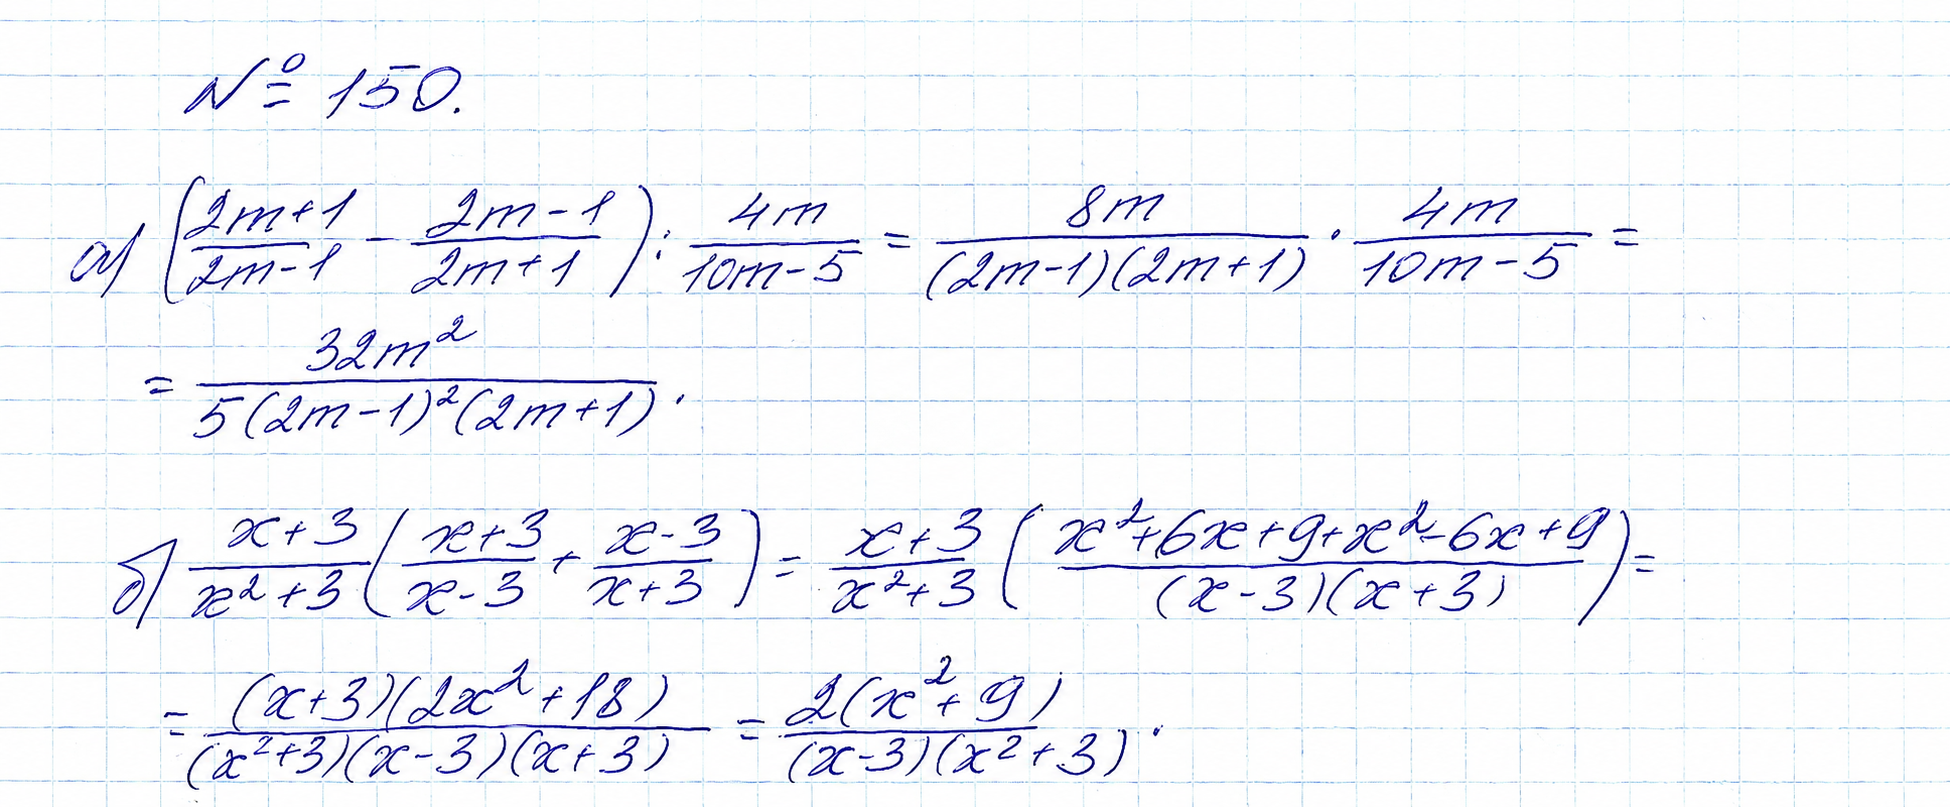 № 150.
а) ((2m+1)/(2m-1) - (2m-1)/(2m+1)) : 4m/(10m-5) = 8m/((2m-1)(2m+1)) · 4m/(10m-5) =
= 32m²/(5(2m-1)²(2m+1)).
б) (x+3)/(x²+3) ((x+3)/(x-3) + (x-3)/(x+3)) = (x+3)/(x²+3) ((x²+6x+9+x²-6x+9)/((x-3)(x+3))) =
= ((x+3)(2x²+18))/((x²+3)(x-3)(x+3)) = 2(x²+9)/((x-3)(x²+3)).